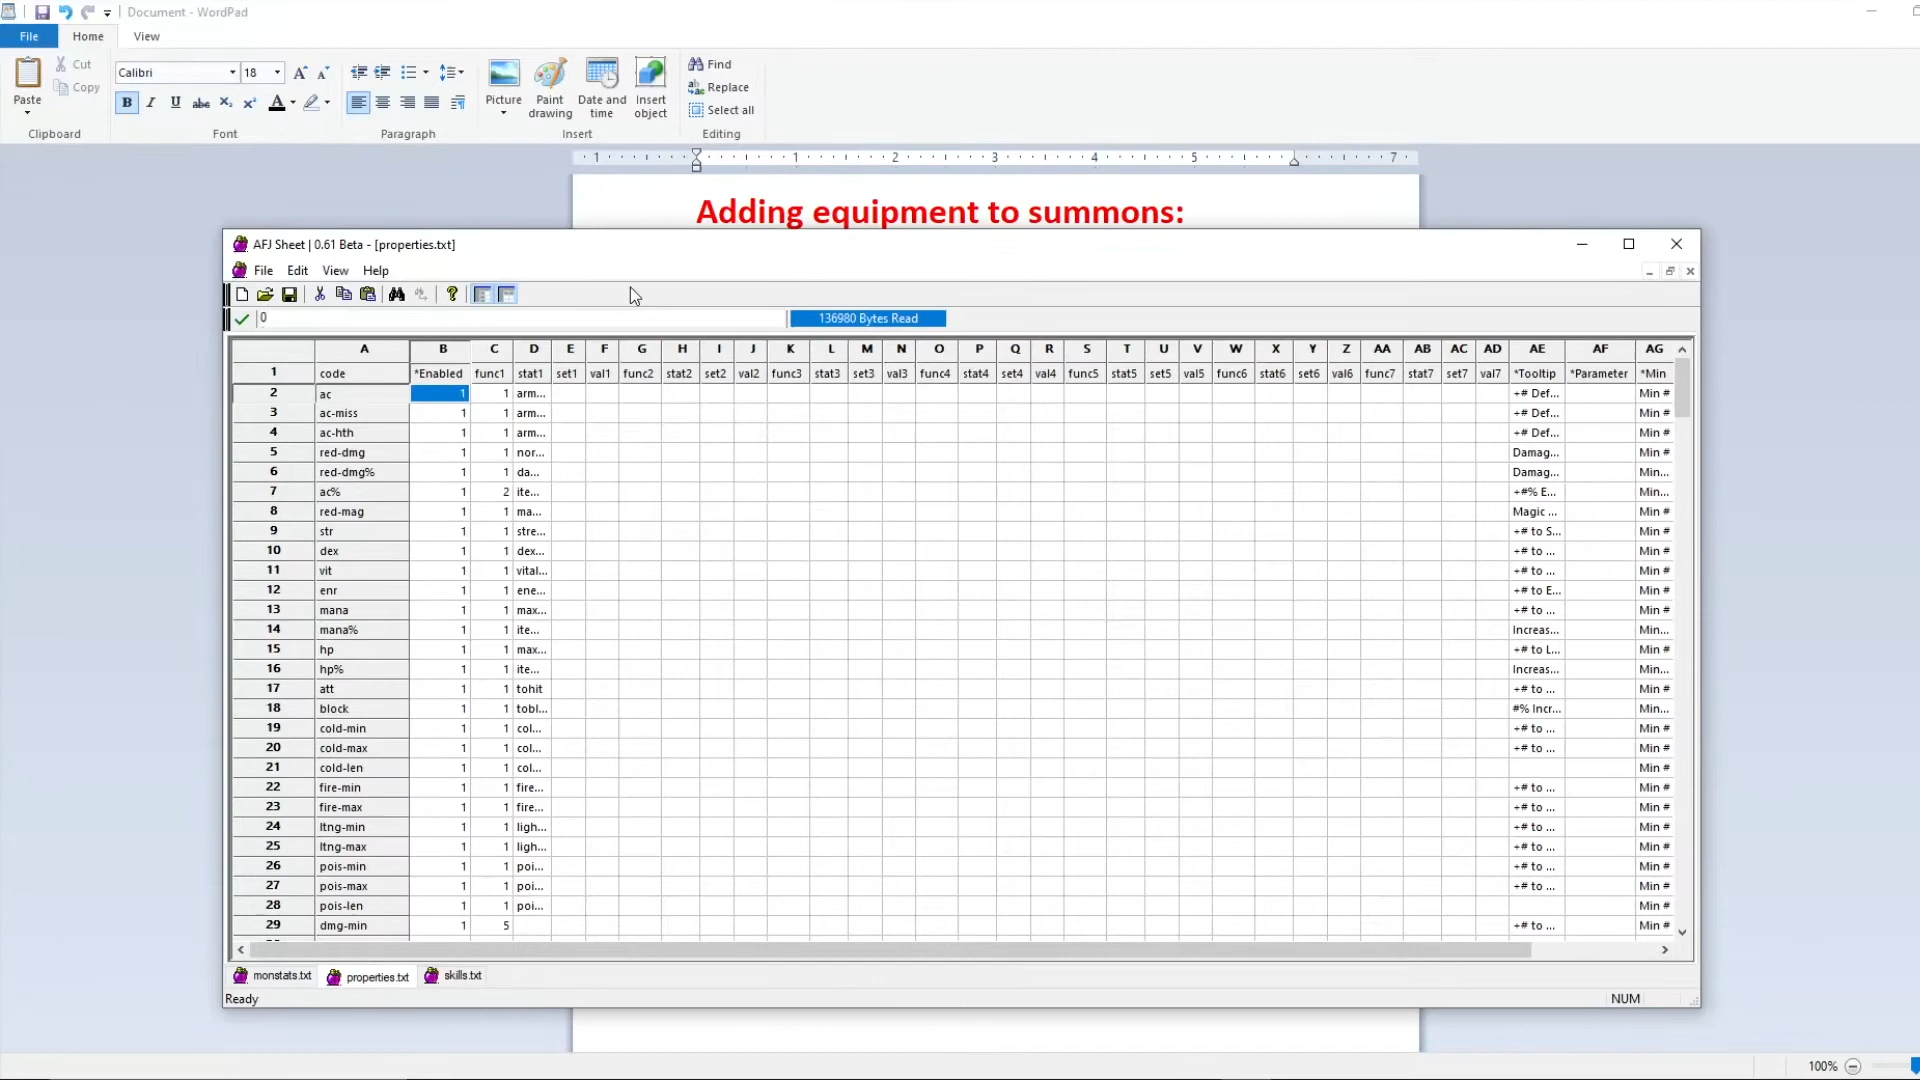 Document - WordPad
File Home View
Cut
Copy
Paste
Clipboard
Calibri 18
B I U abc X₂ X² A
Font
Paragraph
Picture
Paint drawing
Date and time
Insert object
Insert
Find
Replace
Select all
Editing
1 1 2 3 4 5 7
Adding equipment to summons:
AFJ Sheet | 0.61 Beta - [properties.txt]
File Edit View Help
0 136980 Bytes Read
A B C D E F G H I J K L M N O P Q R S T U V W X Y Z AA AB AC AD AE AF AG
1 code *Enabled func1 stat1 set1 val1 func2 stat2 set2 val2 func3 stat3 set3 val3 func4 stat4 set4 val4 func5 stat5 set5 val5 func6 stat6 set6 val6 func7 stat7 set7 val7 *Tooltip *Parameter *Min
2 ac 1 1 arm... +# Def... Min #
3 ac-miss 1 1 arm... +# Def... Min #
4 ac-hth 1 1 arm... +# Def... Min #
5 red-dmg 1 1 nor... Damag... Min #
6 red-dmg% 1 1 da... Damag... Min...
7 ac% 1 2 ite... +#% E... Min...
8 red-mag 1 1 ma... Magic ... Min #
9 str 1 1 stre... +# to S... Min #
10 dex 1 1 dex... +# to ... Min #
11 vit 1 1 vital... +# to ... Min #
12 enr 1 1 ene... +# to E... Min #
13 mana 1 1 max... +# to ... Min #
14 mana% 1 1 ite... Increas... Min...
15 hp 1 1 max... +# to L... Min #
16 hp% 1 1 ite... Increas... Min...
17 att 1 1 tohit +# to ... Min #
18 block 1 1 tobl... #% Incr... Min...
19 cold-min 1 1 col... +# to ... Min #
20 cold-max 1 1 col... +# to ... Min #
21 cold-len 1 1 col... Min #
22 fire-min 1 1 fire... +# to ... Min #
23 fire-max 1 1 fire... +# to ... Min #
24 ltng-min 1 1 ligh... +# to ... Min #
25 ltng-max 1 1 ligh... +# to ... Min #
26 pois-min 1 1 poi... +# to ... Min #
27 pois-max 1 1 poi... +# to ... Min #
28 pois-len 1 1 poi... Min #
29 dmg-min 1 5 +# to ... Min #
monstats.txt properties.txt skills.txt
Ready NUM
100%